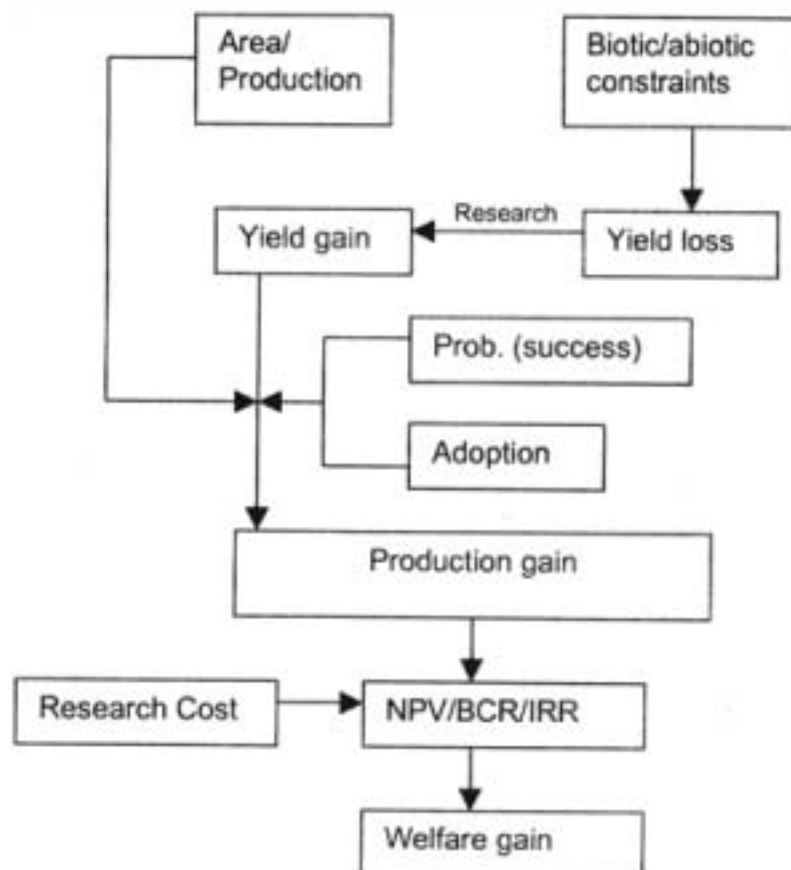 Area/
Production
Biotic/abiotic
constraints
Research
Yield gain
Yield loss
Prob. (success)
Adoption
Production gain
Research Cost
NPV/BCR/IRR
Welfare gain